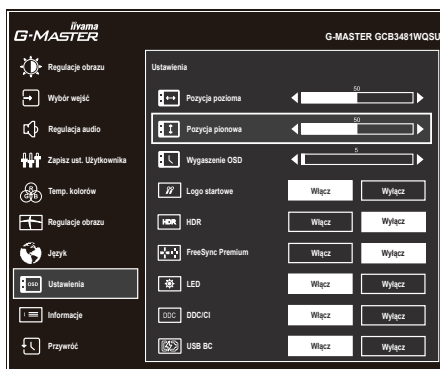 iiyama
G-MASTER
G-MASTER GCB3481WQSU
Regulacje obrazu
Wybór wejść
Regulacja audio
Zapisz ust. Użytkownika
Temp. kolorów
R
G B
Regulacje obrazu
Język
OSD Ustawienia
Informacje
Przywróć
Ustawienia
Pozycja pozioma 50
Pozycja pionowa 50
Wygaszenie OSD 5
Logo startowe Włącz Wyłącz
HDR HDR Włącz Wyłącz
FreeSync Premium Włącz Wyłącz
LED Włącz Wyłącz
DDC DDC/CI Włącz Wyłącz
USB BC Włącz Wyłącz